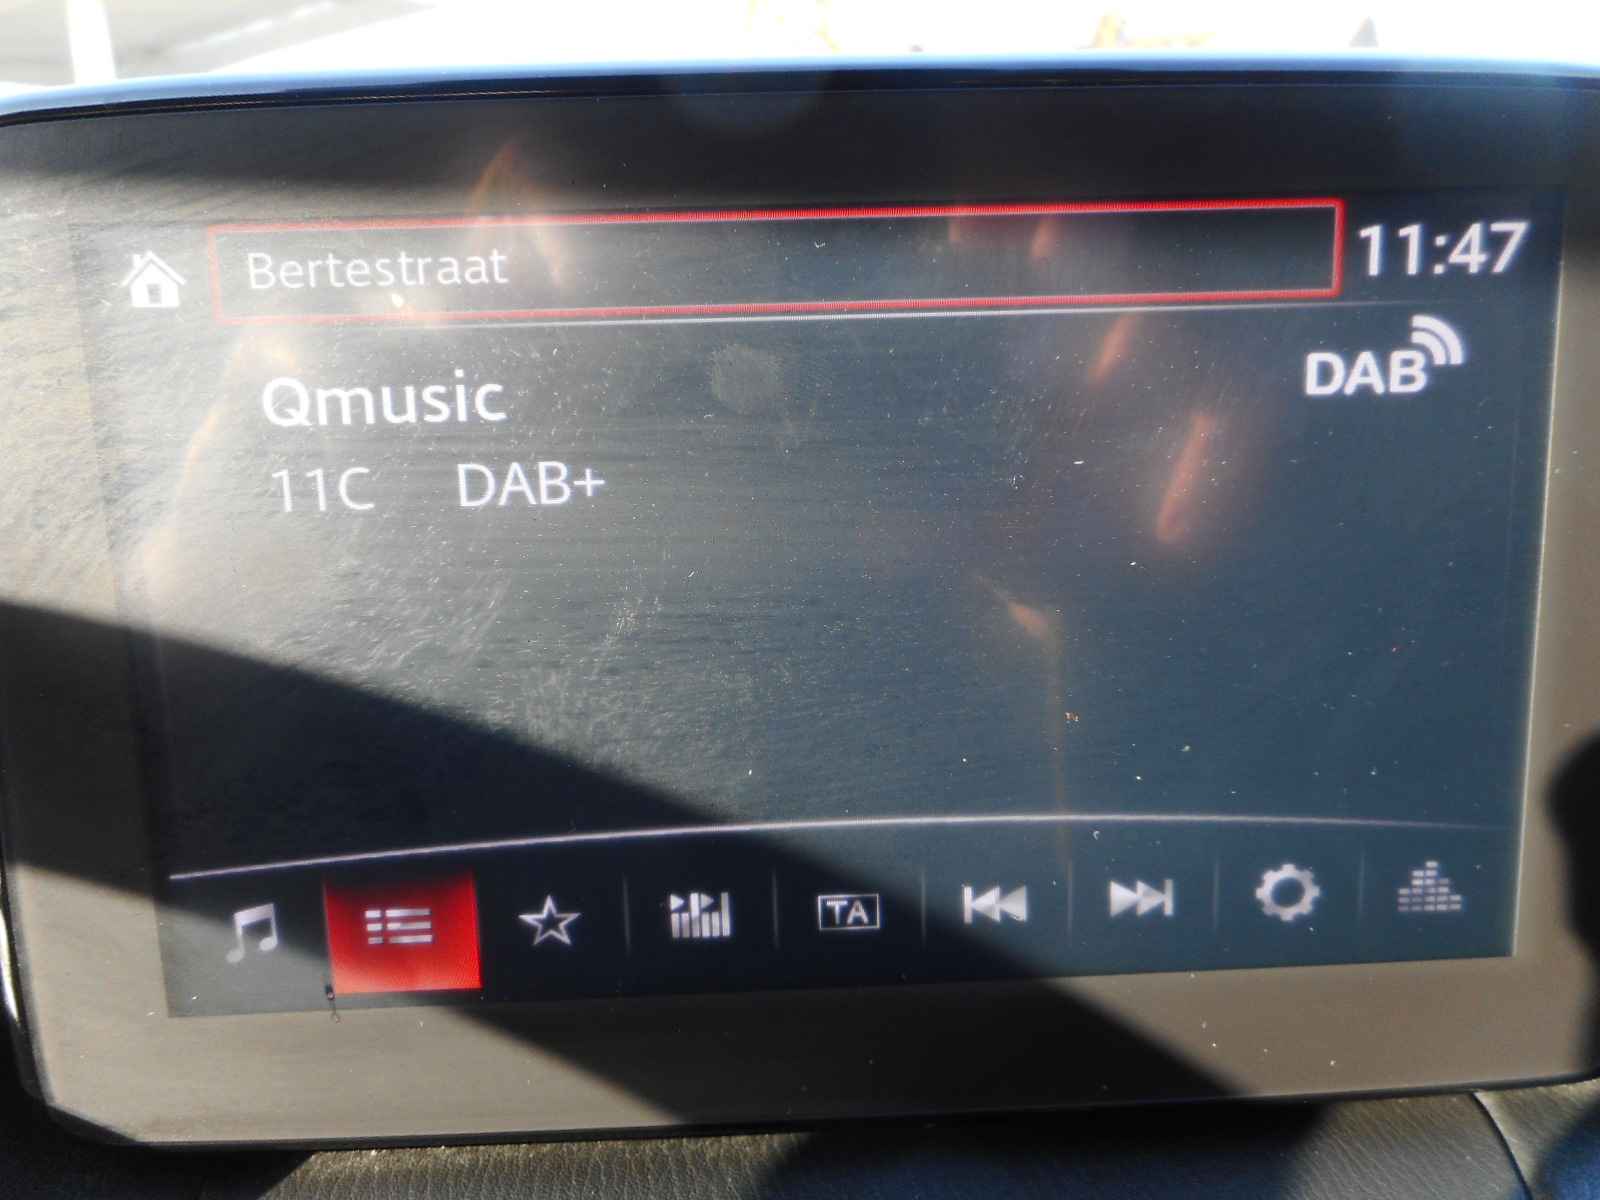 Bertestraat
11:47
DAB
Qmusic
11C DAB+
TA